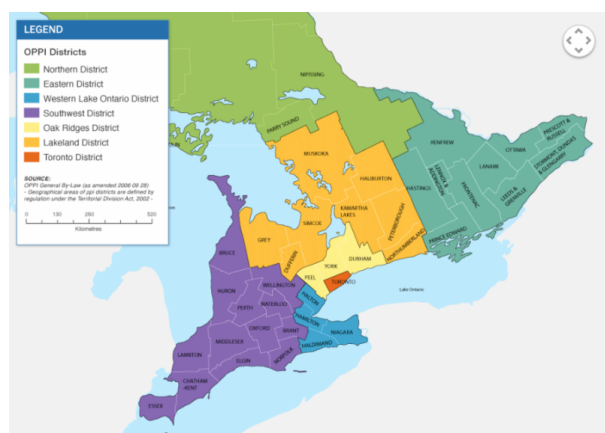 LEGEND
OPPI Districts
Northern District
Eastern District
Western Lake Ontario District
Southwest District
Oak Ridges District
Lakeland District
Toronto District
SOURCE:
OPPI General By-Law (as amended 2006 09 28)
- Geographical areas of ppi districts are defined by
regulation under the Territorial Division Act, 2002 -
0 130 260 520
Kilometres
NIPISSING
PARRY SOUND
MUSKOKA
HALIBURTON
RENFREW
PRESCOTT &
RUSSELL
OTTAWA
STORMONT, DUNDAS
& GLENGARRY
LANARK
LENNOX &
ADDINGTON
HASTINGS
FRONTENAC
LEEDS &
GRENVILLE
KAWARTHA
LAKES
PETERBOROUGH
NORTHUMBERLAND
PRINCE EDWARD
SIMCOE
GREY
DUFFERIN
BRUCE
DURHAM
YORK
PEEL
TORONTO
Lake Ontario
WELLINGTON
HALTON
HURON
WATERLOO
PERTH
HAMILTON
NIAGARA
OXFORD
BRANT
HALDIMAND
MIDDLESEX
NORFOLK
ELGIN
LAMBTON
CHATHAM
-KENT
ESSEX